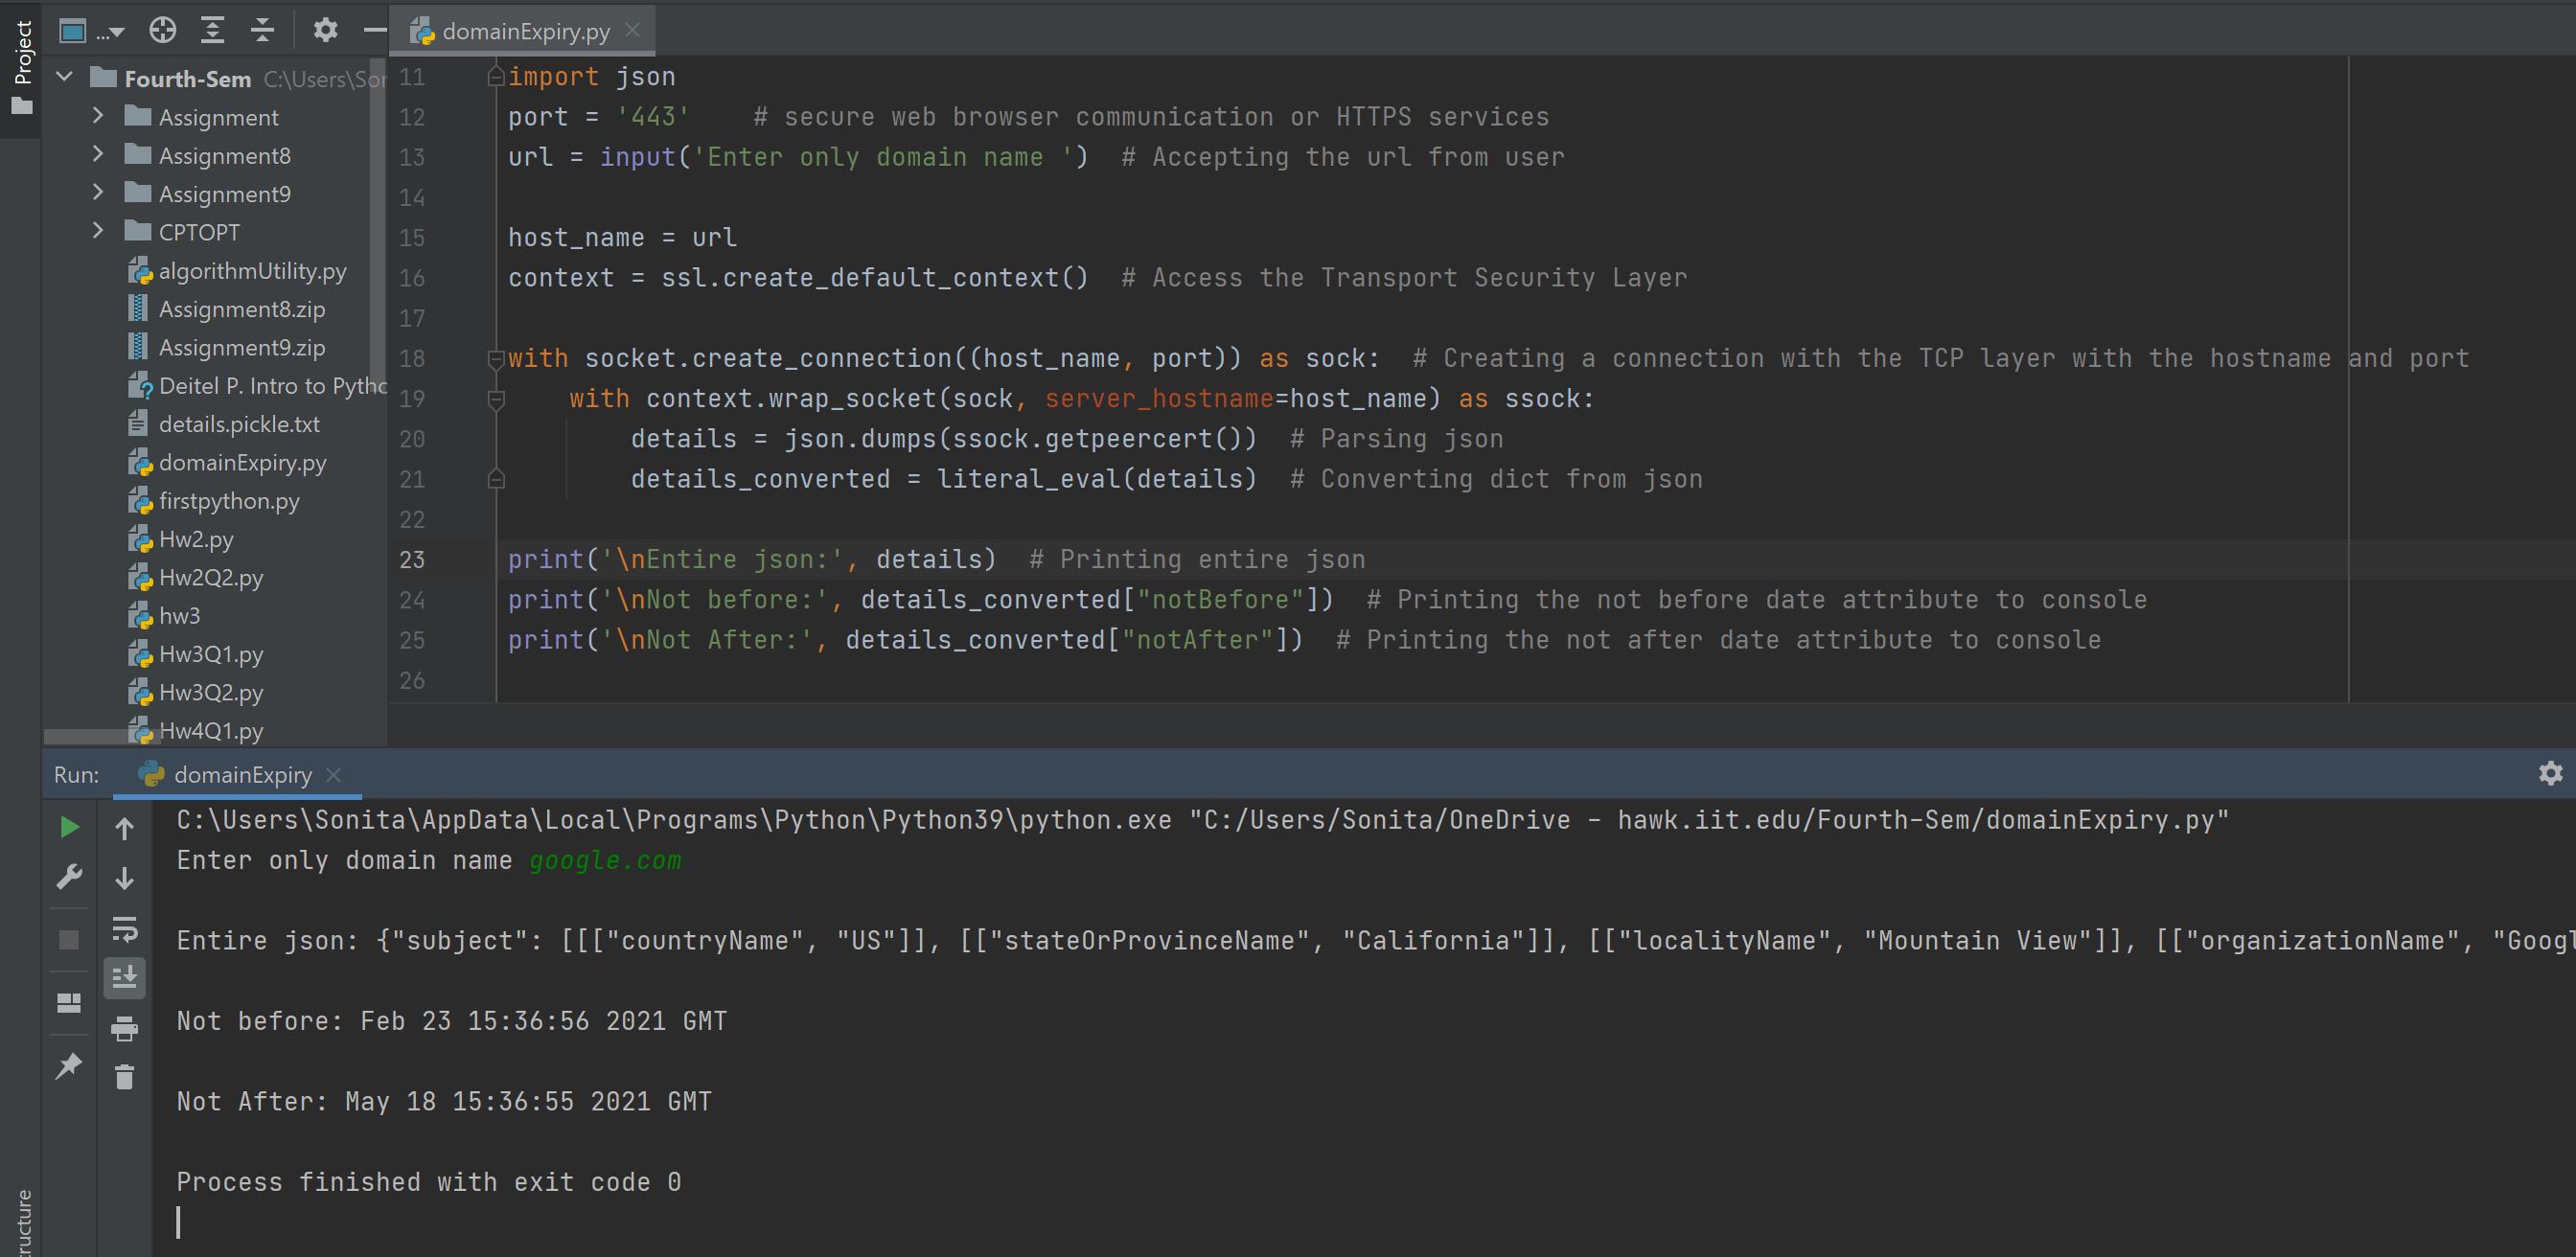 Project
...
domainExpiry.py
Fourth-Sem C:\Users\Son
Assignment
Assignment8
Assignment9
CPTOPT
algorithmUtility.py
Assignment8.zip
Assignment9.zip
Deitel P. Intro to Pytho
details.pickle.txt
domainExpiry.py
firstpython.py
Hw2.py
Hw2Q2.py
hw3
Hw3Q1.py
Hw3Q2.py
Hw4Q1.py
11 import json
12 port = '443' # secure web browser communication or HTTPS services
13 url = input('Enter only domain name ') # Accepting the url from user
14
15 host_name = url
16 context = ssl.create_default_context() # Access the Transport Security Layer
17
18 with socket.create_connection((host_name, port)) as sock: # Creating a connection with the TCP layer with the hostname and port
19 with context.wrap_socket(sock, server_hostname=host_name) as ssock:
20 details = json.dumps(ssock.getpeercert()) # Parsing json
21 details_converted = literal_eval(details) # Converting dict from json
22
23 print('\nEntire json:', details) # Printing entire json
24 print('\nNot before:', details_converted["notBefore"]) # Printing the not before date attribute to console
25 print('\nNot After:', details_converted["notAfter"]) # Printing the not after date attribute to console
26
Run: domainExpiry
C:\Users\Sonita\AppData\Local\Programs\Python\Python39\python.exe "C:/Users/Sonita/OneDrive - hawk.iit.edu/Fourth-Sem/domainExpiry.py"
Enter only domain name google.com
Entire json: {"subject": [[["countryName", "US"]], [["stateOrProvinceName", "California"]], [["localityName", "Mountain View"]], [["organizationName", "Googl
Not before: Feb 23 15:36:56 2021 GMT
Not After: May 18 15:36:55 2021 GMT
Process finished with exit code 0
ructure